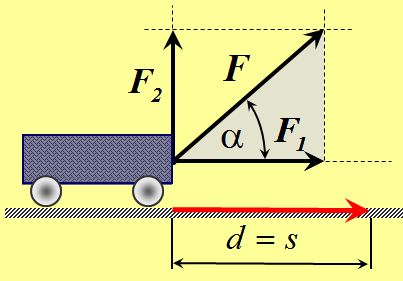 F₂
F
α
F₁
d = s